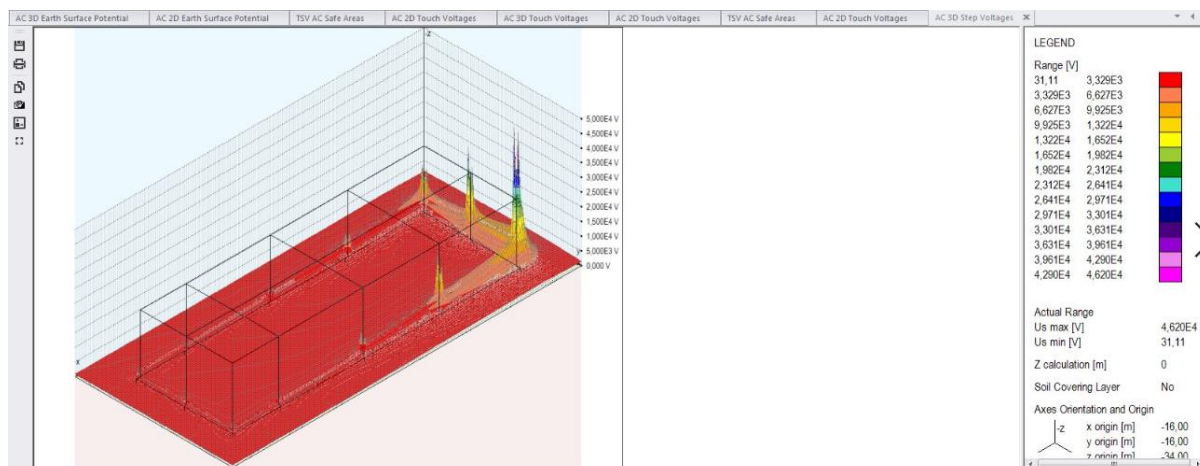 AC 3D Earth Surface Potential
AC 2D Earth Surface Potential
TSV AC Safe Areas
AC 2D Touch Voltages
AC 3D Touch Voltages
AC 2D Touch Voltages
TSV AC Safe Areas
AC 2D Touch Voltages
AC 3D Step Voltages
-Z
5,000E4 V
4,500E4 V
4,000E4 V
3,500E4 V
3,000E4 V
2,500E4 V
2,000E4 V
1,500E4 V
1,000E4 V
5,000E3 V
0,000 V
x
y
LEGEND
Range [V]
31,11 3,329E3
3,329E3 6,627E3
6,627E3 9,925E3
9,925E3 1,322E4
1,322E4 1,652E4
1,652E4 1,982E4
1,982E4 2,312E4
2,312E4 2,641E4
2,641E4 2,971E4
2,971E4 3,301E4
3,301E4 3,631E4
3,631E4 3,961E4
3,961E4 4,290E4
4,290E4 4,620E4
Actual Range
Us max [V] 4,620E4
Us min [V] 31,11
Z calculation [m] 0
Soil Covering Layer No
Axes Orientation and Origin
-Z
x origin [m] -16,00
y origin [m] -16,00
z origin [m] -34,00